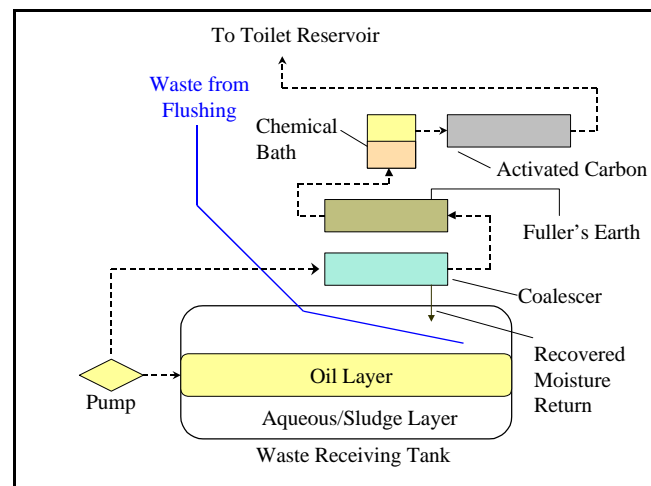 To Toilet Reservoir
Waste from
Flushing
Chemical
Bath
Activated Carbon
Fuller's Earth
Coalescer
Recovered
Moisture
Return
Oil Layer
Pump
Aqueous/Sludge Layer
Waste Receiving Tank